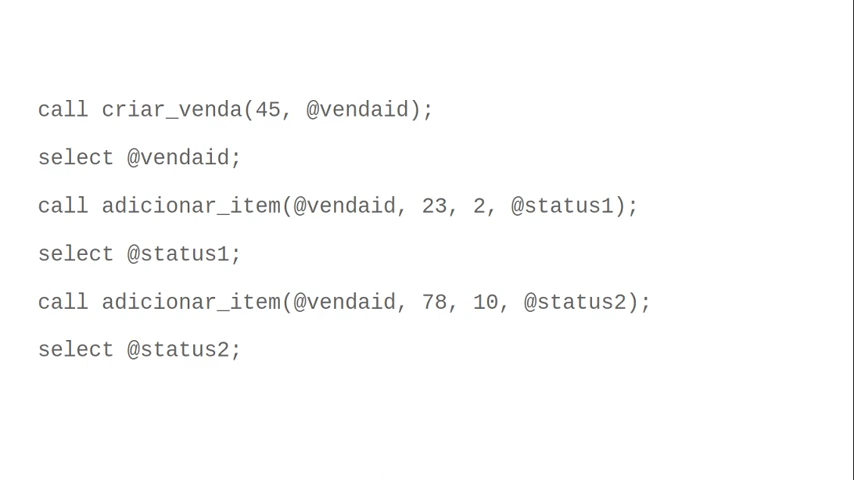 call criar_venda(45, @vendaid);
select @vendaid;
call adicionar_item(@vendaid, 23, 2, @status1);
select @status1;
call adicionar_item(@vendaid, 78, 10, @status2);
select @status2;